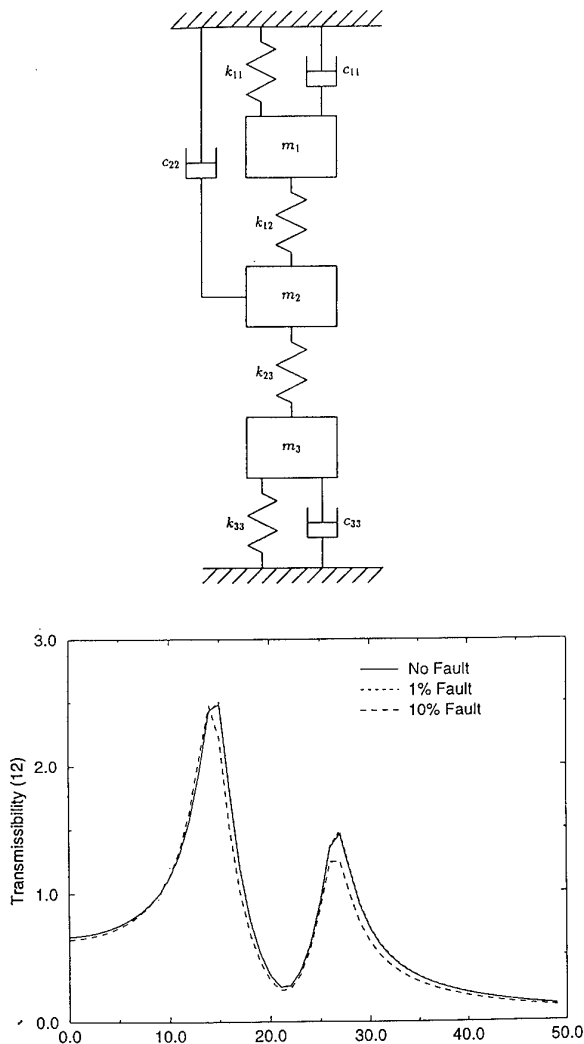 k11
c11
m1
c22
k12
m2
k23
m3
k33
c33
3.0
No Fault
1% Fault
10% Fault
2.0
Transmissibility (12)
1.0
0.0
0.0 10.0 20.0 30.0 40.0 50.0